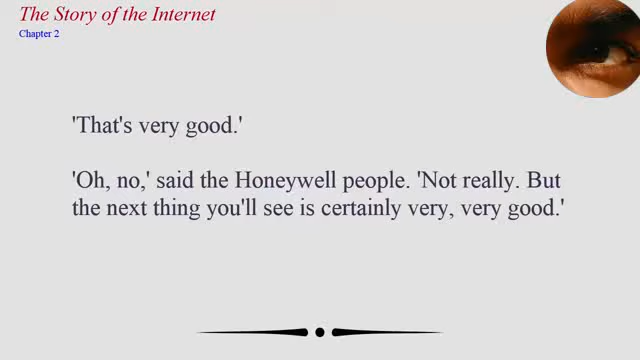 The Story of the Internet
Chapter 2
'That's very good.'
'Oh, no,' said the Honeywell people. 'Not really. But
the next thing you'll see is certainly very, very good.'